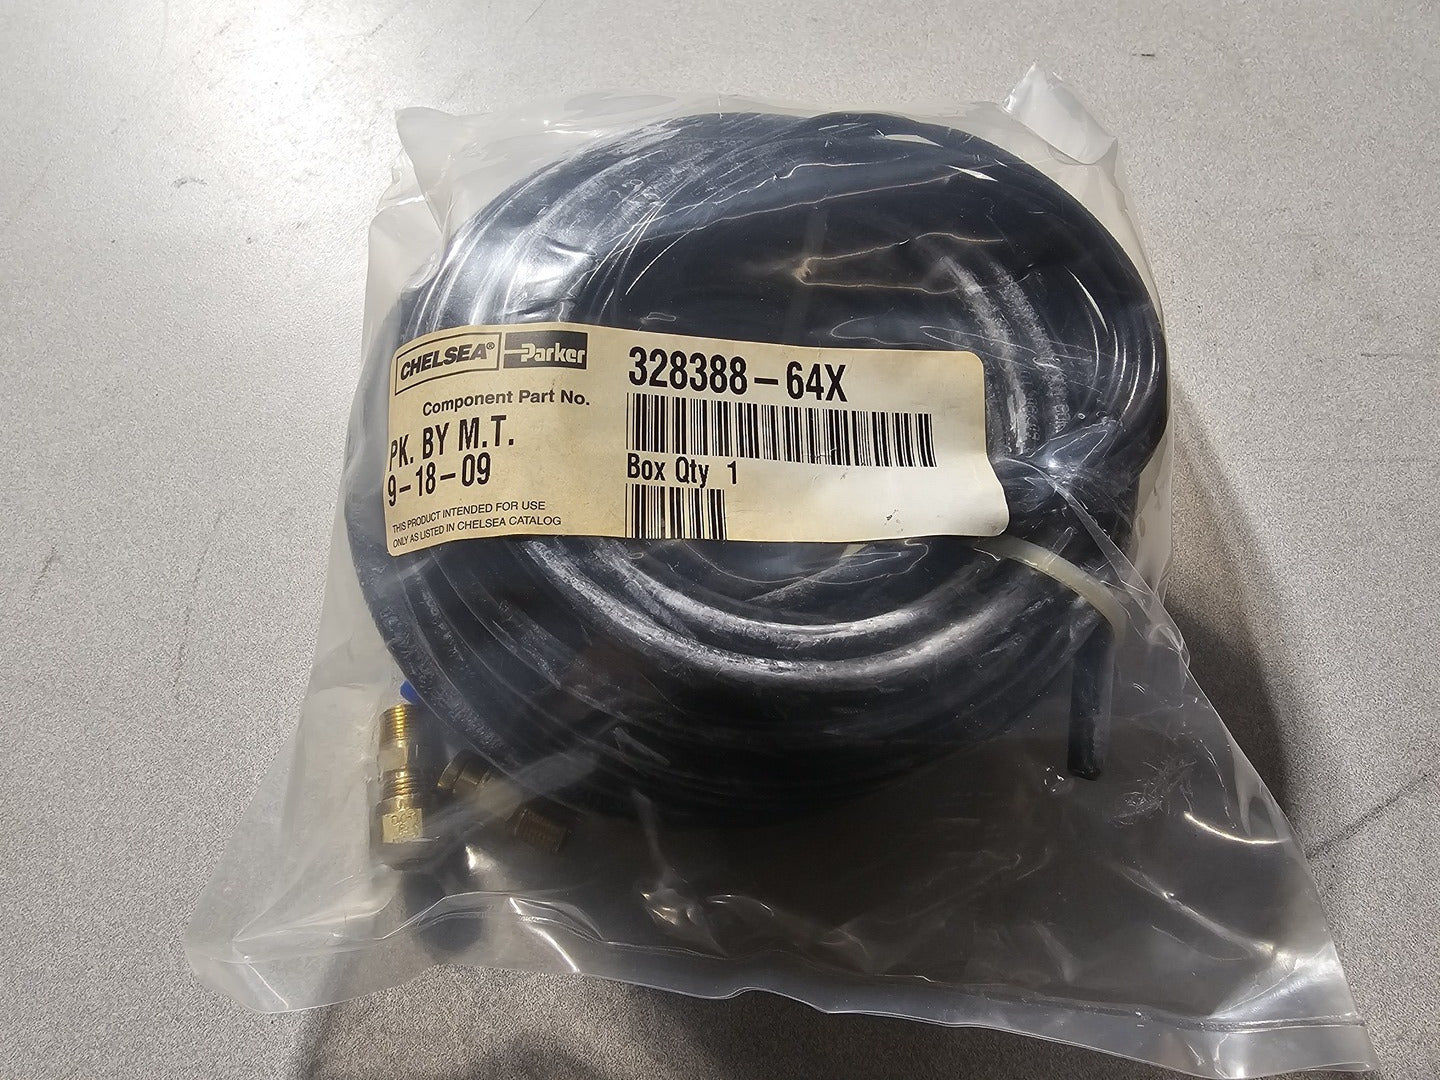 CHELSEA® Parker
Component Part No.
PK. BY M.T.
9-18-09
THIS PRODUCT INTENDED FOR USE
ONLY AS LISTED IN CHELSEA CATALOG
328388-64X
Box Qty 1